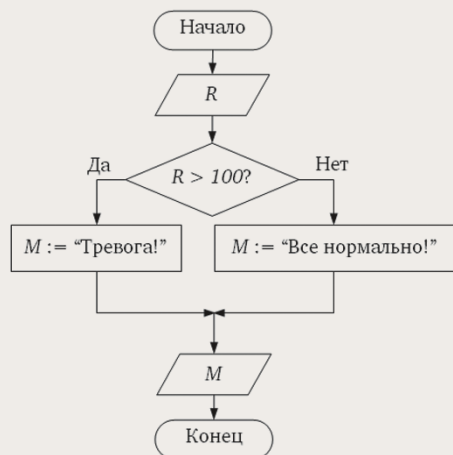 Начало
R
R > 100?
Да
Нет
M := “Тревога!”
M := “Все нормально!”
M
Конец